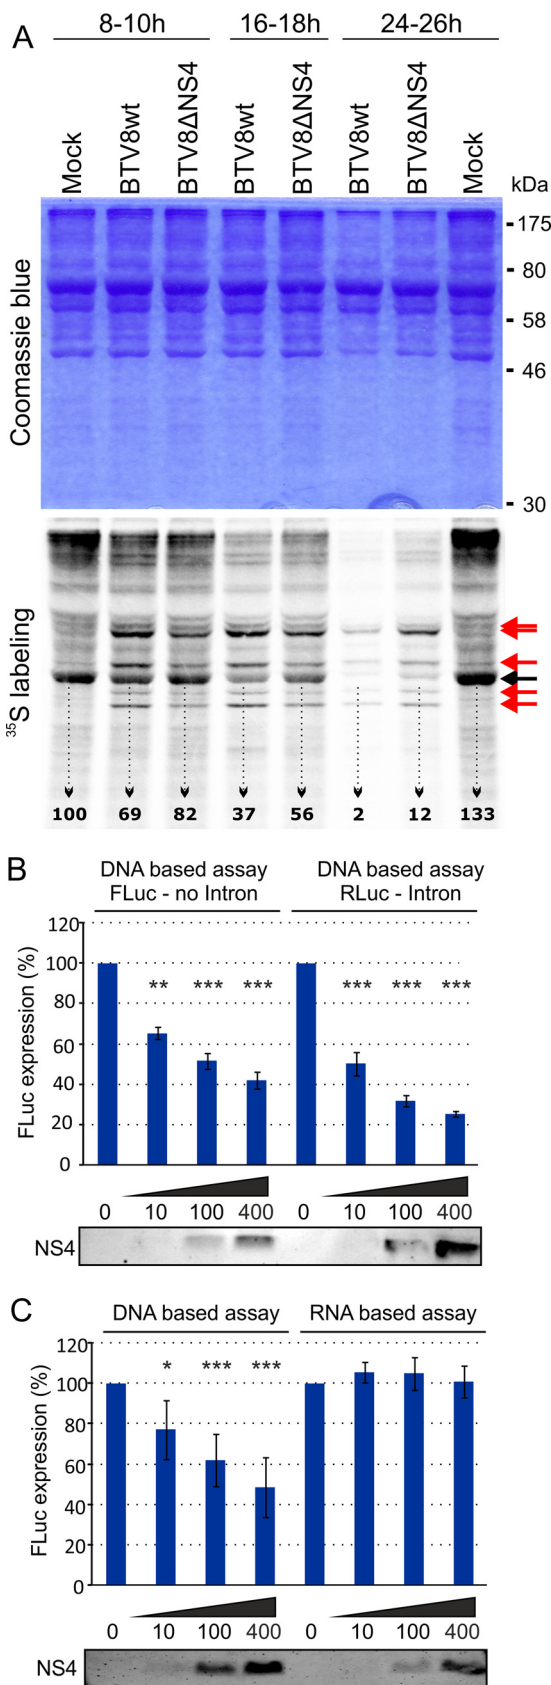 A
8-10h 16-18h 24-26h
Mock BTV8wt BTV8ΔNS4 BTV8wt BTV8ΔNS4 BTV8wt BTV8ΔNS4 Mock
kDa
Coomassie blue
175
80
58
46
30
³⁵S labeling
100 69 82 37 56 2 12 133
B
DNA based assay DNA based assay
FLuc - no Intron RLuc - Intron
FLuc expression (%)
120
100
** *** *** *** *** ***
80
60
40
20
0
0 10 100 400 0 10 100 400
NS4
C
DNA based assay RNA based assay
FLuc expression (%)
120
* *** ***
100
80
60
40
20
0
0 10 100 400 0 10 100 400
NS4